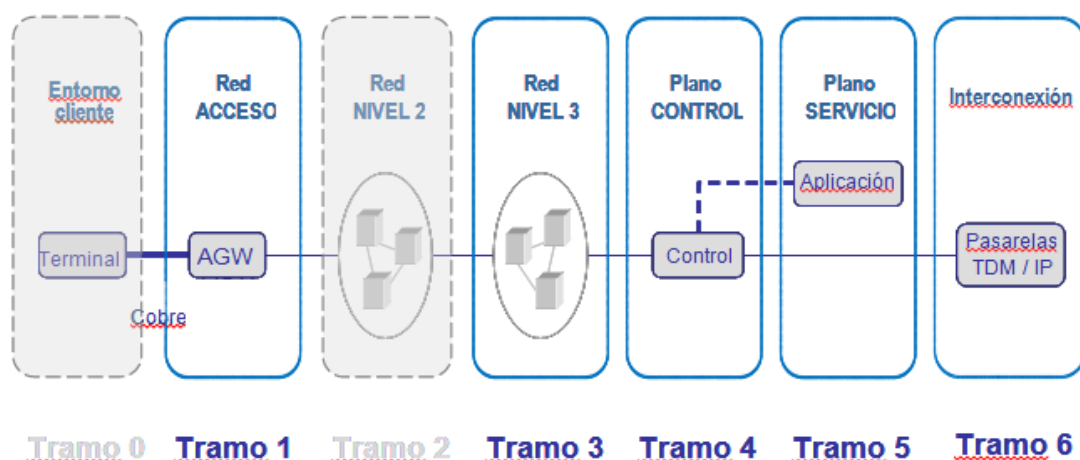 Entorno
cliente
Red
ACCESO
Red
NIVEL 2
Red
NIVEL 3
Plano
CONTROL
Plano
SERVICIO
Interconexión
Aplicación
Terminal
AGW
Control
Pasarelas
TDM / IP
Cobre
Tramo 0
Tramo 1
Tramo 2
Tramo 3
Tramo 4
Tramo 5
Tramo 6